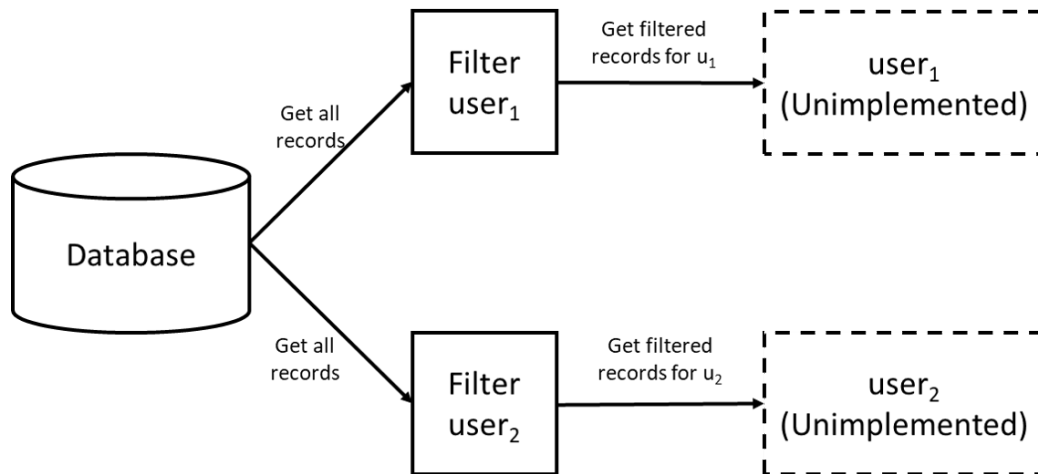 Filter
user₁
Get filtered
records for u₁
user₁
(Unimplemented)
Get all
records
Database
Get all
records
Filter
user₂
Get filtered
records for u₂
user₂
(Unimplemented)